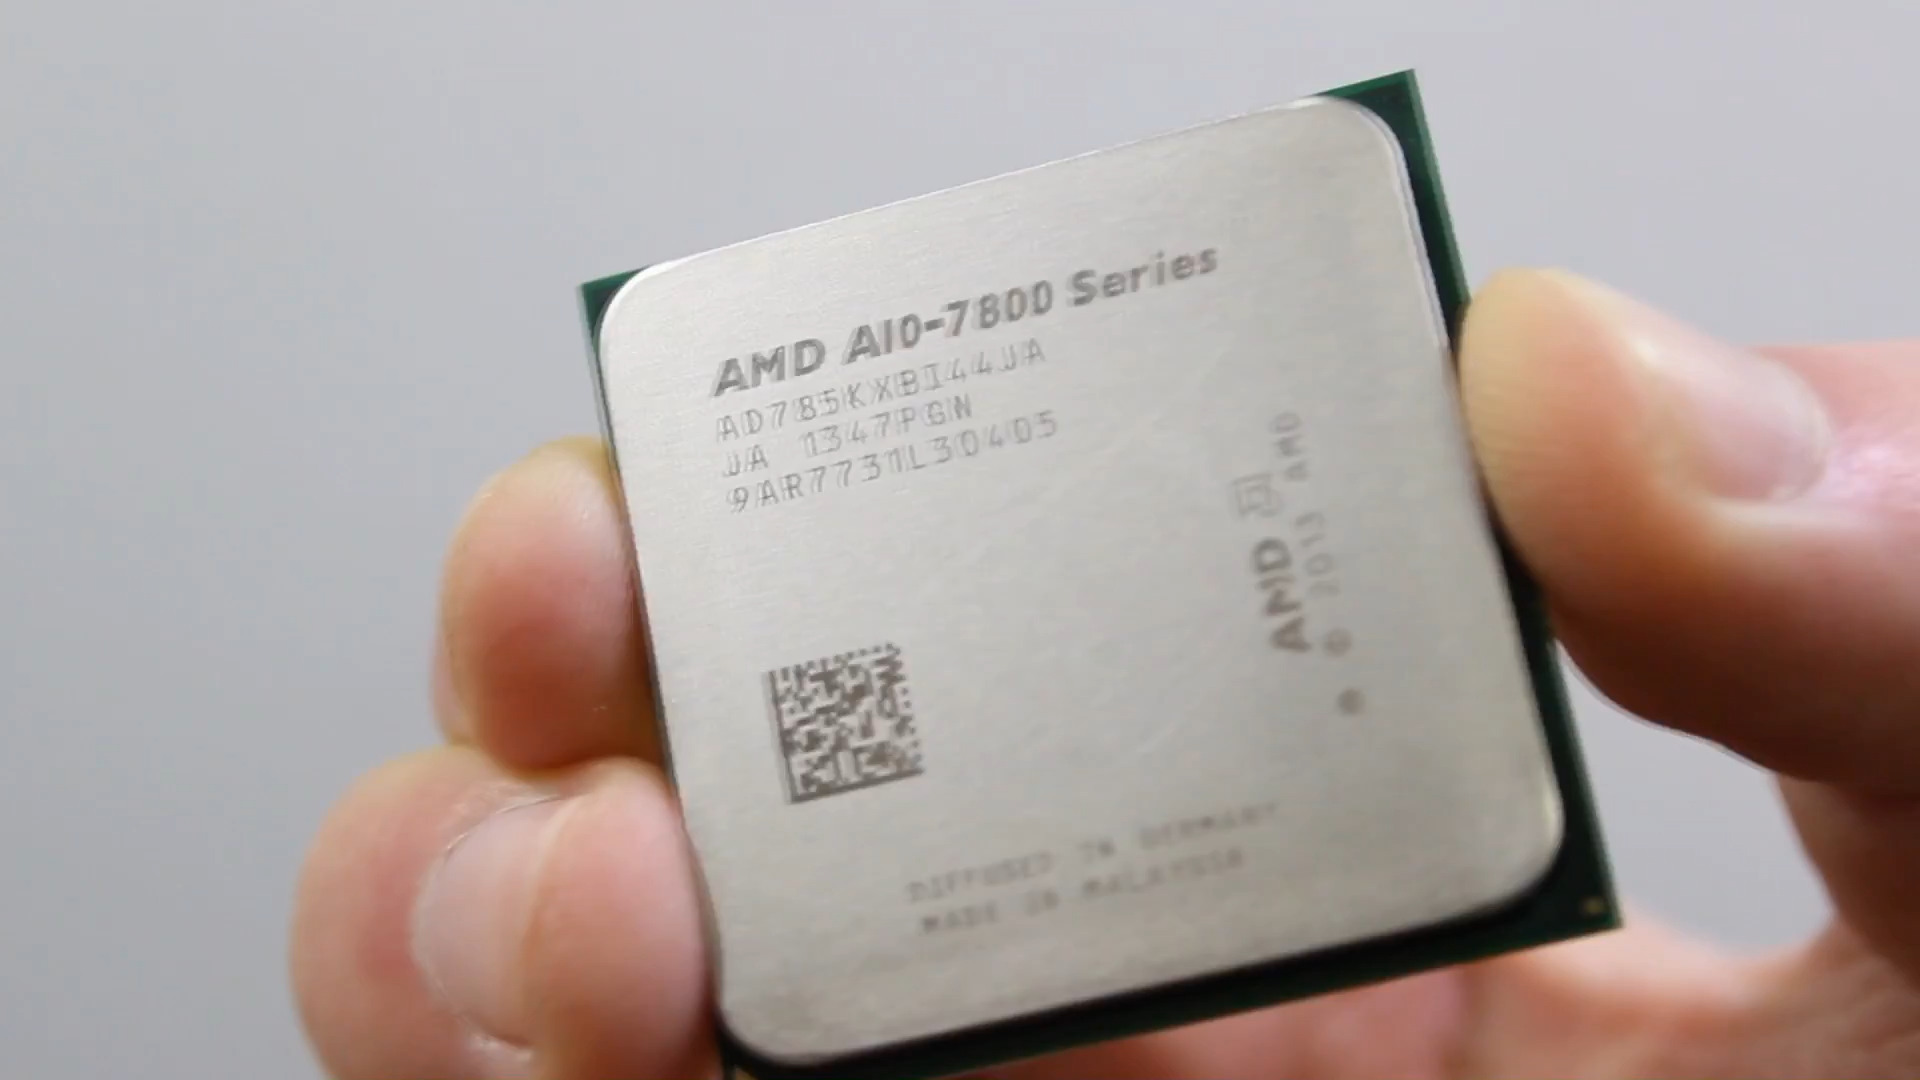 AMD A10-7800 Series
AD785KXBI44JA
JA 1347PGN
9AR7731L30405
AMD
© 2013 AMD
DIFFUSED IN GERMANY
MADE IN MALAYSIA